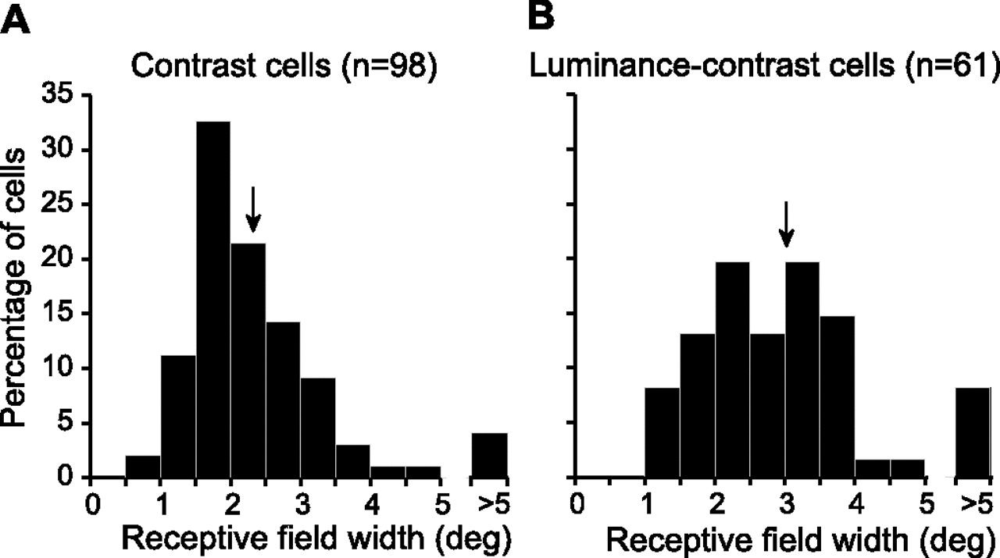 A
B
Contrast cells (n=98)
Luminance-contrast cells (n=61)
Percentage of cells
35
30
25
20
15
10
5
0
0 1 2 3 4 5 >5
0 1 2 3 4 5 >5
Receptive field width (deg)
Receptive field width (deg)